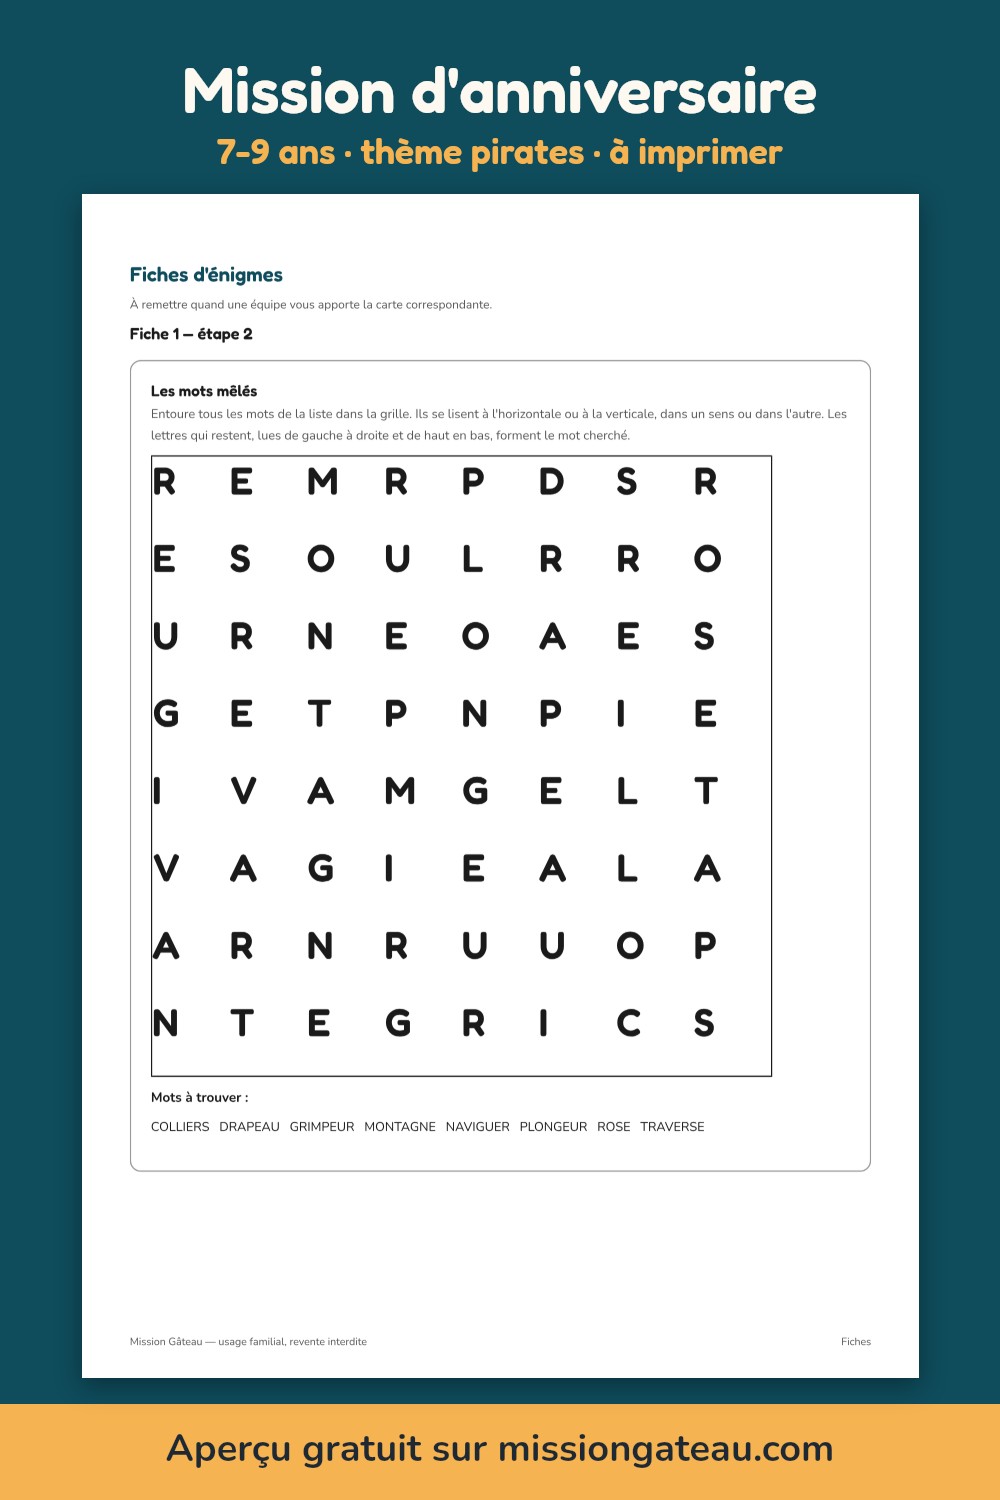 Mission d'anniversaire
7-9 ans · thème pirates · à imprimer
Fiches d'énigmes
À remettre quand une équipe vous apporte la carte correspondante.
Fiche 1 — étape 2
Les mots mêlés
Entoure tous les mots de la liste dans la grille. Ils se lisent à l'horizontale ou à la verticale, dans un sens ou dans l'autre. Les
lettres qui restent, lues de gauche à droite et de haut en bas, forment le mot cherché.
R E M R P D S R
E S O U L R R O
U R N E O A E S
G E T P N P I E
I V A M G E L T
V A G I E A L A
A R N R U U O P
N T E G R I C S
Mots à trouver :
COLLIERS DRAPEAU GRIMPEUR MONTAGNE NAVIGUER PLONGEUR ROSE TRAVERSE
Mission Gâteau — usage familial, revente interdite
Fiches
Aperçu gratuit sur missiongateau.com